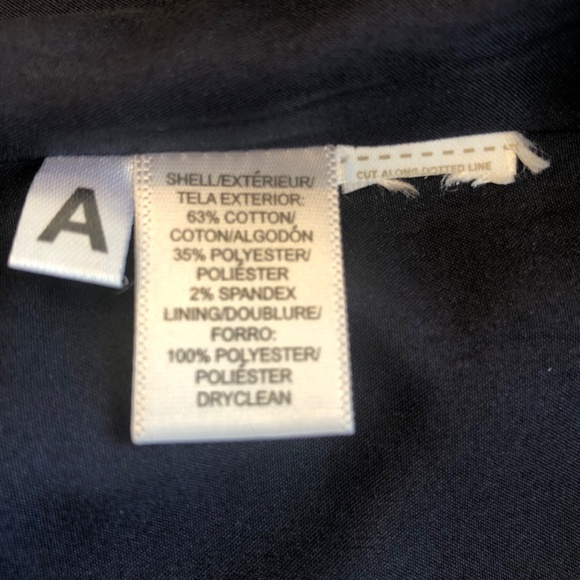 A
SHELL/EXTÉRIEUR/
TELA EXTERIOR:
63% COTTON/
COTON/ALGODÓN
35% POLYESTER/
POLIÉSTER
2% SPANDEX
LINING/DOUBLURE/
FORRO:
100% POLYESTER/
POLIÉSTER
DRYCLEAN
CUT ALONG DOTTED LINE